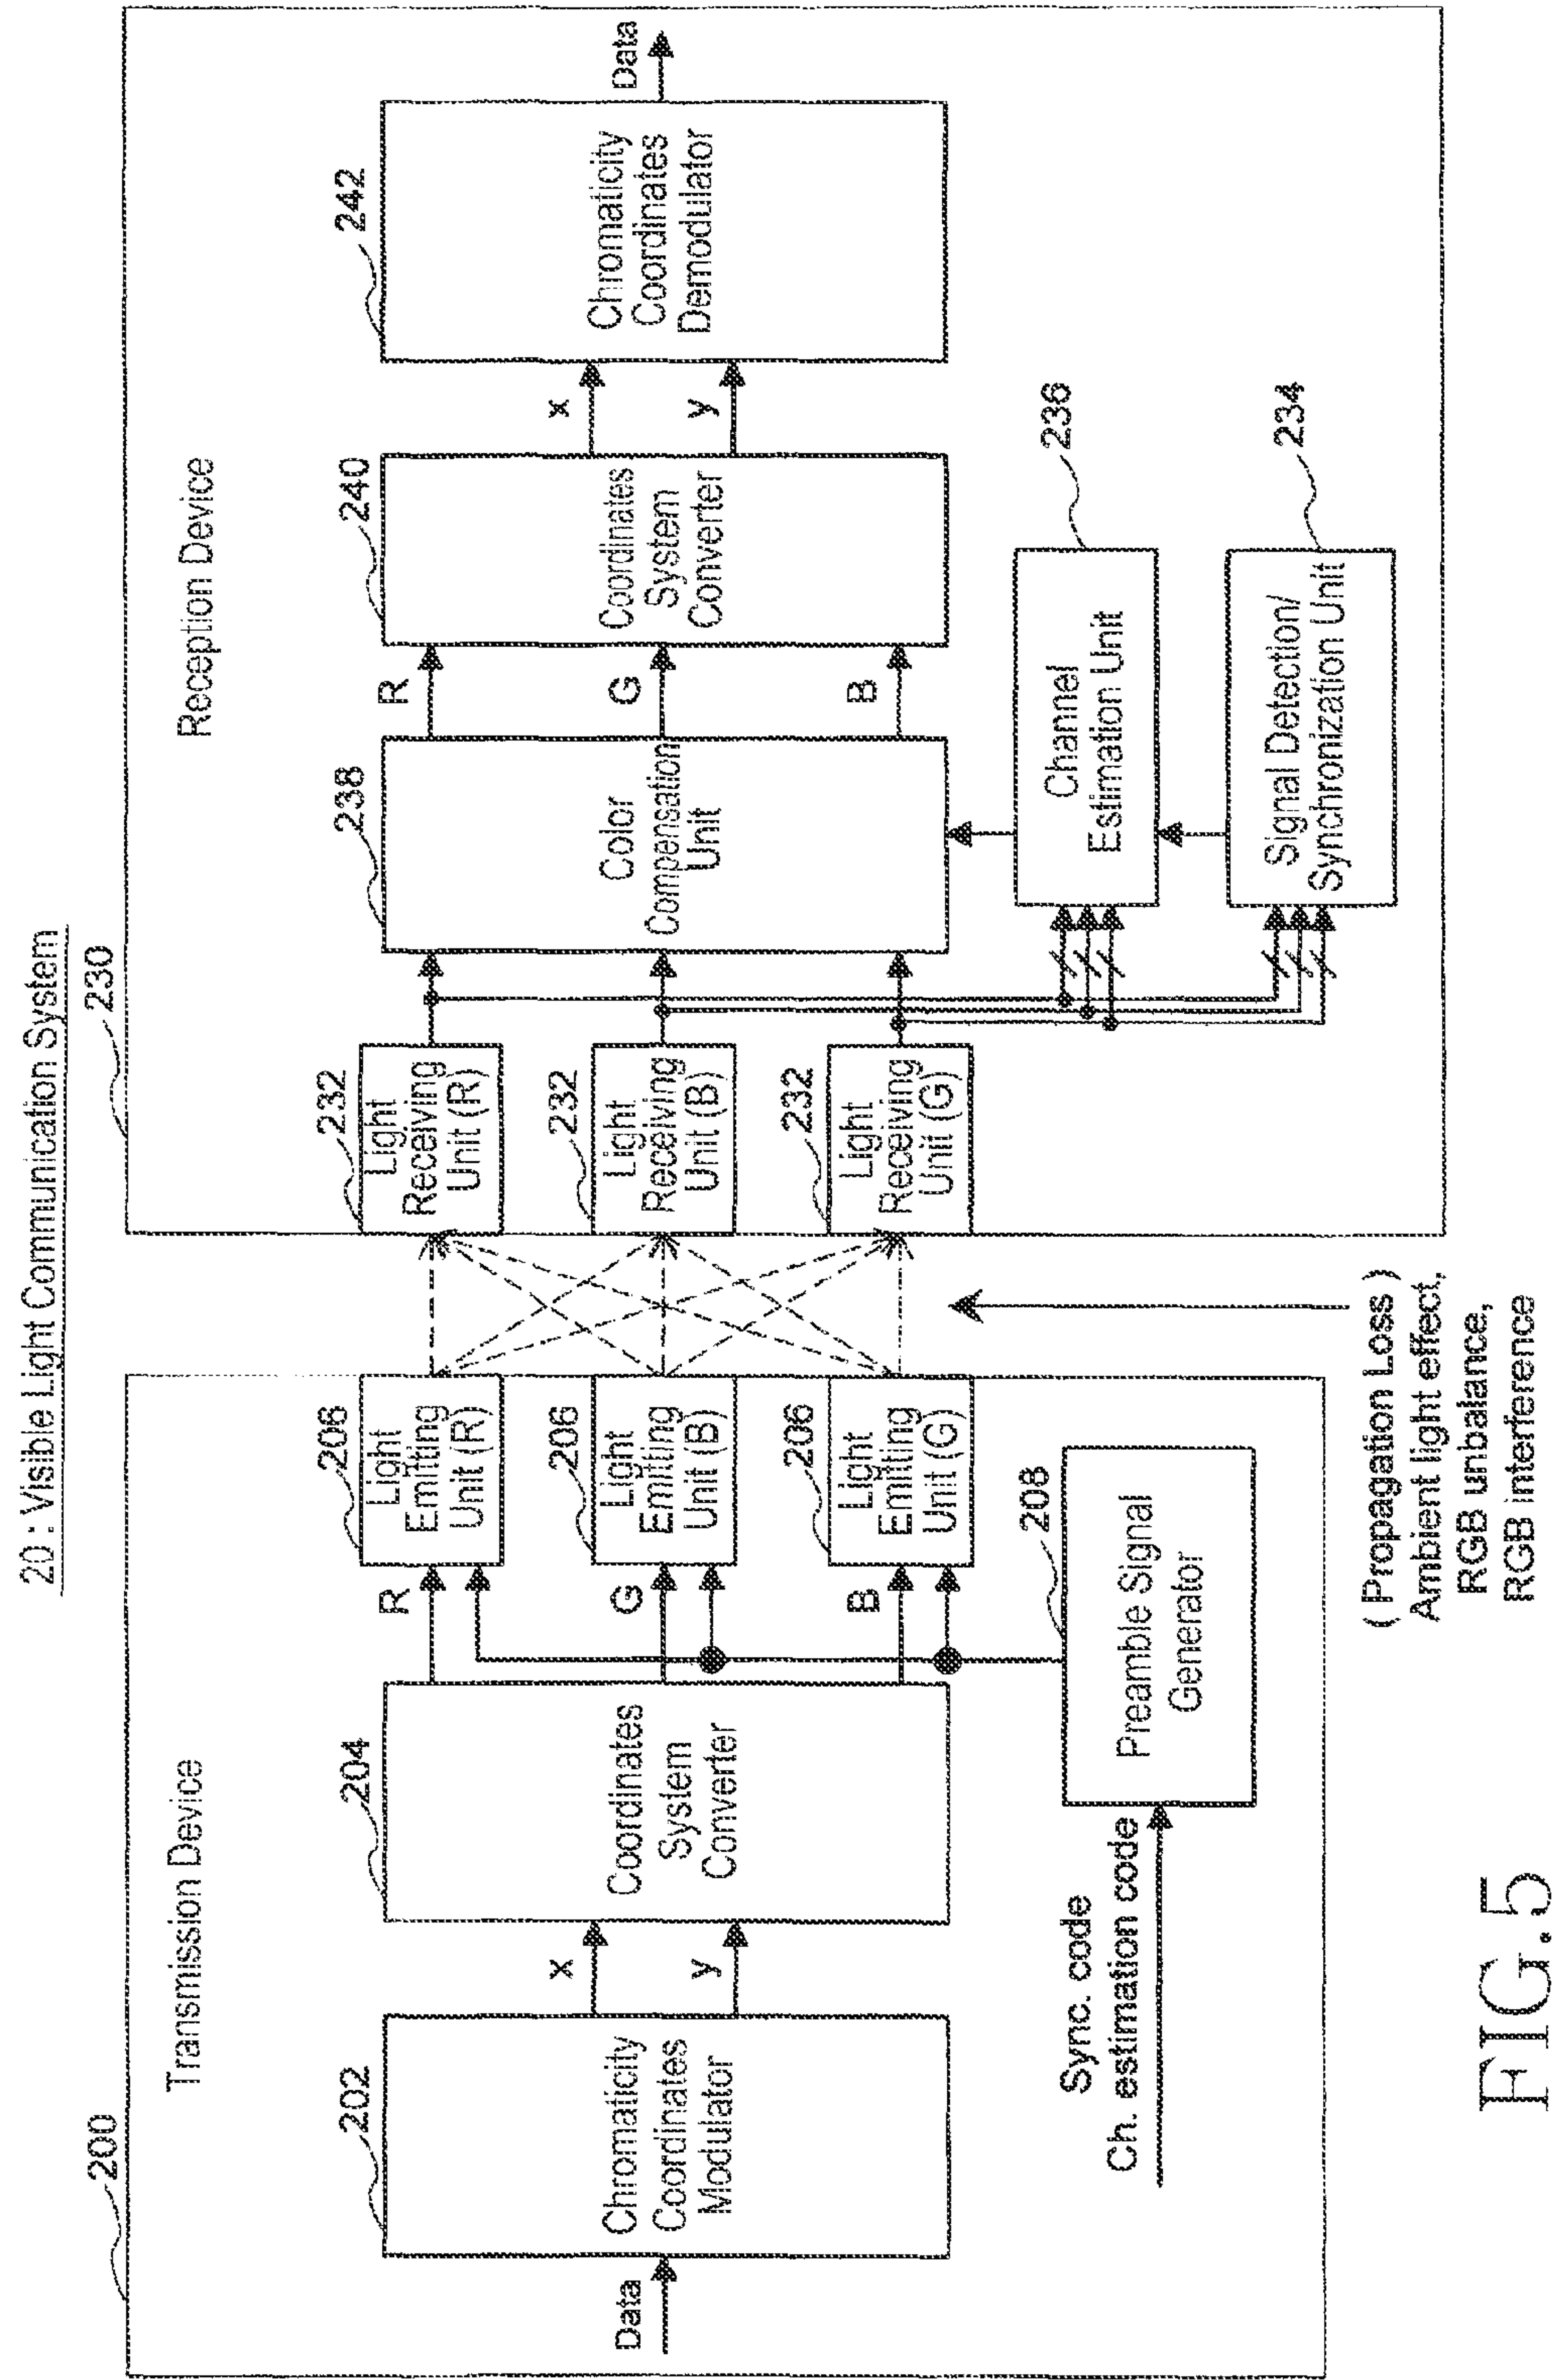 20 : Visible Light Communication System
200
Transmission Device
Data
202
Chromaticity
Coordinates
Modulator
x
y
204
Coordinates
System
Converter
R
G
B
206
Light
Emitting
Unit (R)
206
Light
Emitting
Unit (B)
206
Light
Emitting
Unit (G)
208
Preamble Signal
Generator
Sync. code
Ch. estimation code
( Propagation Loss )
Ambient light effect,
RGB unbalance,
RGB interference
230
Reception Device
232
Light
Receiving
Unit (R)
232
Light
Receiving
Unit (B)
232
Light
Receiving
Unit (G)
238
Color
Compensation
Unit
R
G
B
240
Coordinates
System
Converter
x
y
242
Chromaticity
Coordinates
Demodulator
Data
236
Channel
Estimation Unit
234
Signal Detection/
Synchronization Unit
FIG.5